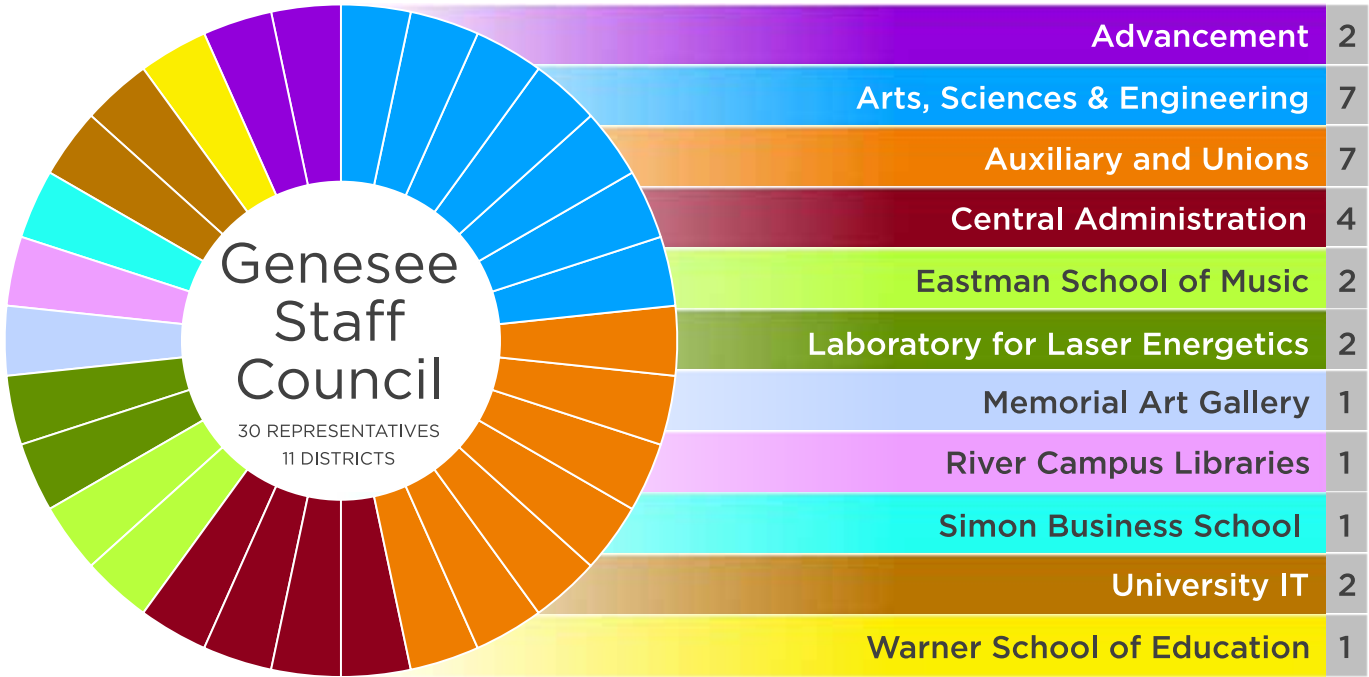 Genesee
Staff
Council
30 REPRESENTATIVES
11 DISTRICTS
Advancement 2
Arts, Sciences & Engineering 7
Auxiliary and Unions 7
Central Administration 4
Eastman School of Music 2
Laboratory for Laser Energetics 2
Memorial Art Gallery 1
River Campus Libraries 1
Simon Business School 1
University IT 2
Warner School of Education 1